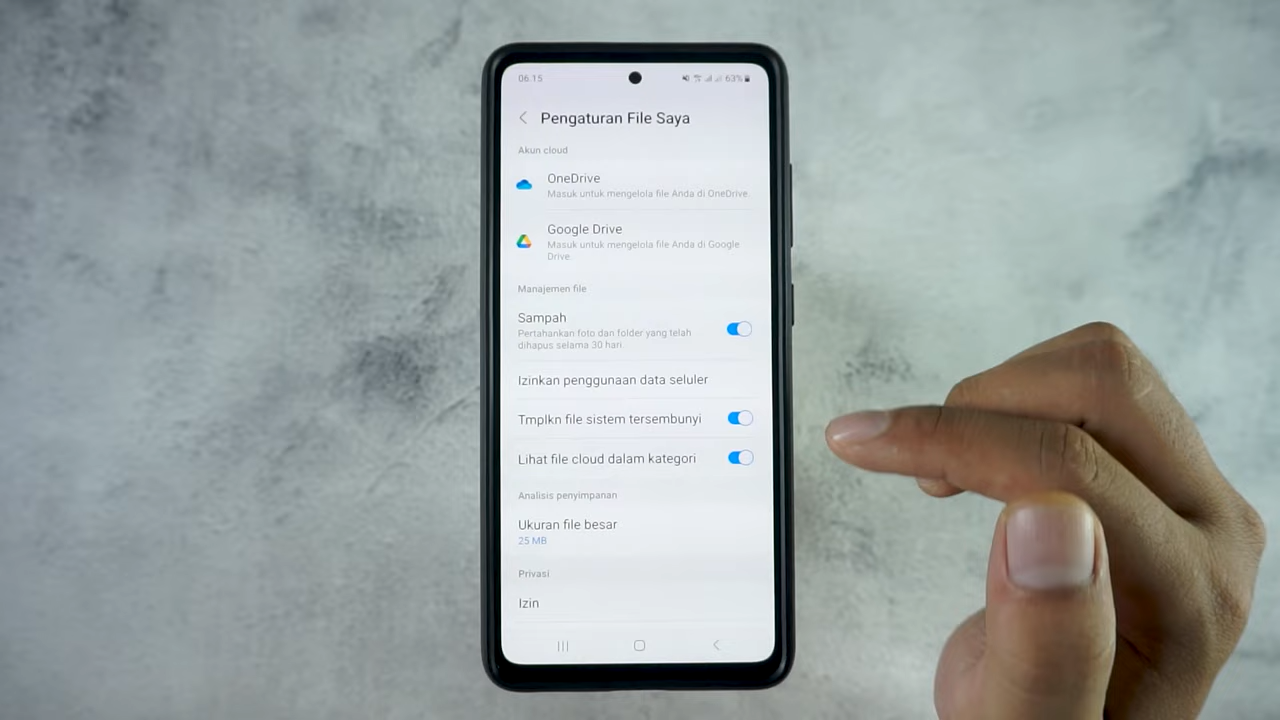 06.15
63%
Pengaturan File Saya
Akun cloud
OneDrive
Masuk untuk mengelola file Anda di OneDrive.
Google Drive
Masuk untuk mengelola file Anda di Google
Drive.
Manajemen file
Sampah
Pertahankan foto dan folder yang telah
dihapus selama 30 hari.
Izinkan penggunaan data seluler
Tmplkn file sistem tersembunyi
Lihat file cloud dalam kategori
Analisis penyimpanan
Ukuran file besar
25 MB
Privasi
Izin